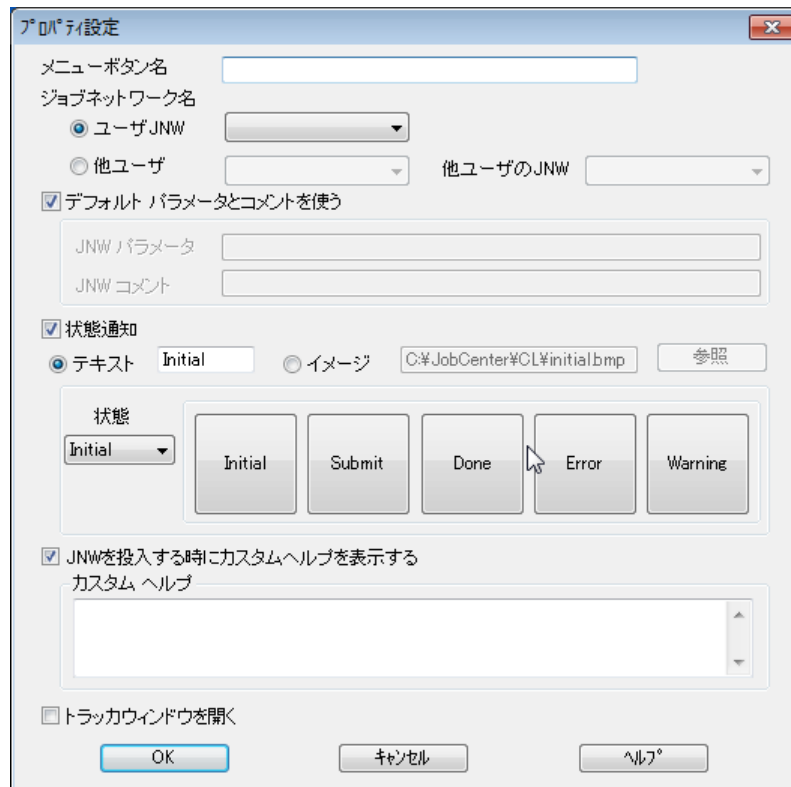 ﾌﾟﾛﾊﾟﾃｨ設定
メニューボタン名
ジョブネットワーク名
ユーザJNW
他ユーザ 他ユーザのJNW
デフォルト パラメータとコメントを使う
JNW パラメータ
JNW コメント
状態通知
テキスト Initial イメージ C:¥JobCenter¥CL¥initial.bmp 参照
状態
Initial Initial Submit Done Error Warning
JNWを投入する時にカスタムヘルプを表示する
カスタム ヘルプ
トラッカウィンドウを開く
OK ｷｬﾝｾﾙ ﾍﾙﾌﾟ